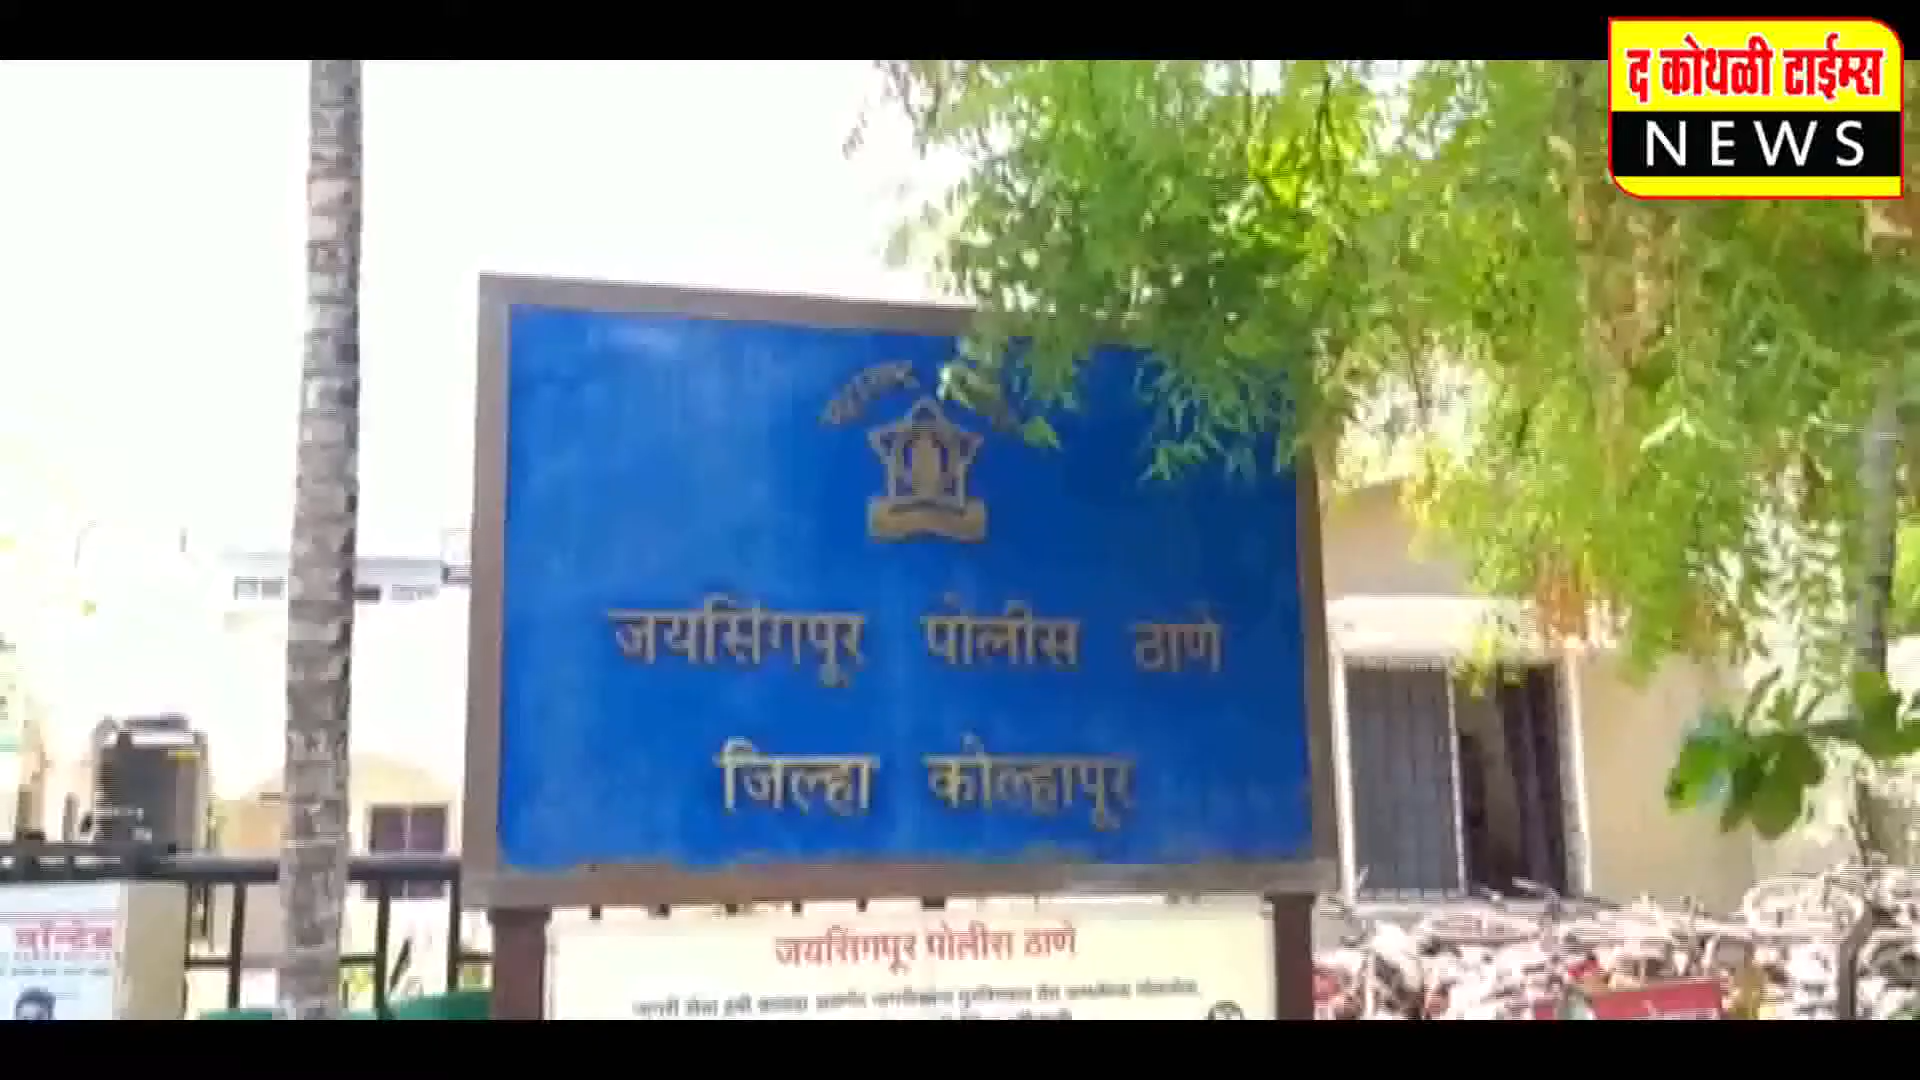 द कोथळी टाईम्स
NEWS
जयसिंगपूर पोलीस ठाणे
जिल्हा कोल्हापूर
जयसिंगपूर पोलीस ठाणे
वॉन्टेड